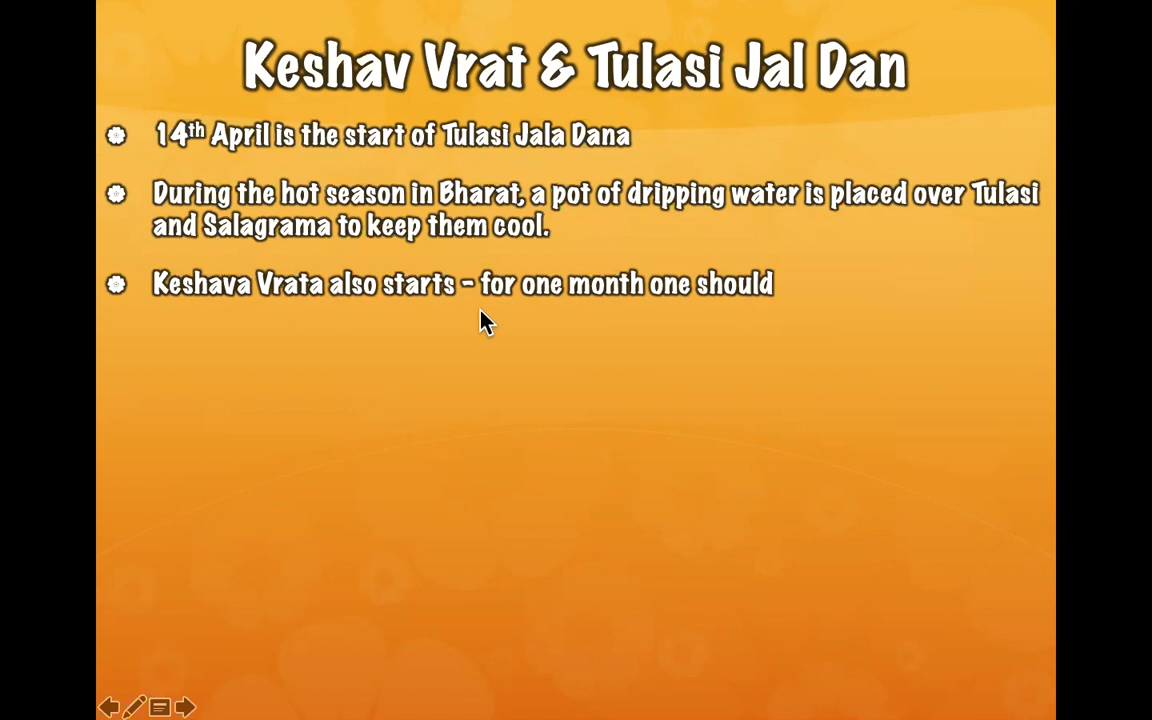 Keshav Vrat & Tulasi Jal Dan
14th April is the start of Tulasi Jala Dana
During the hot season in Bharat, a pot of dripping water is placed over Tulasi
and Salagrama to keep them cool.
Keshava Vrata also starts - for one month one should